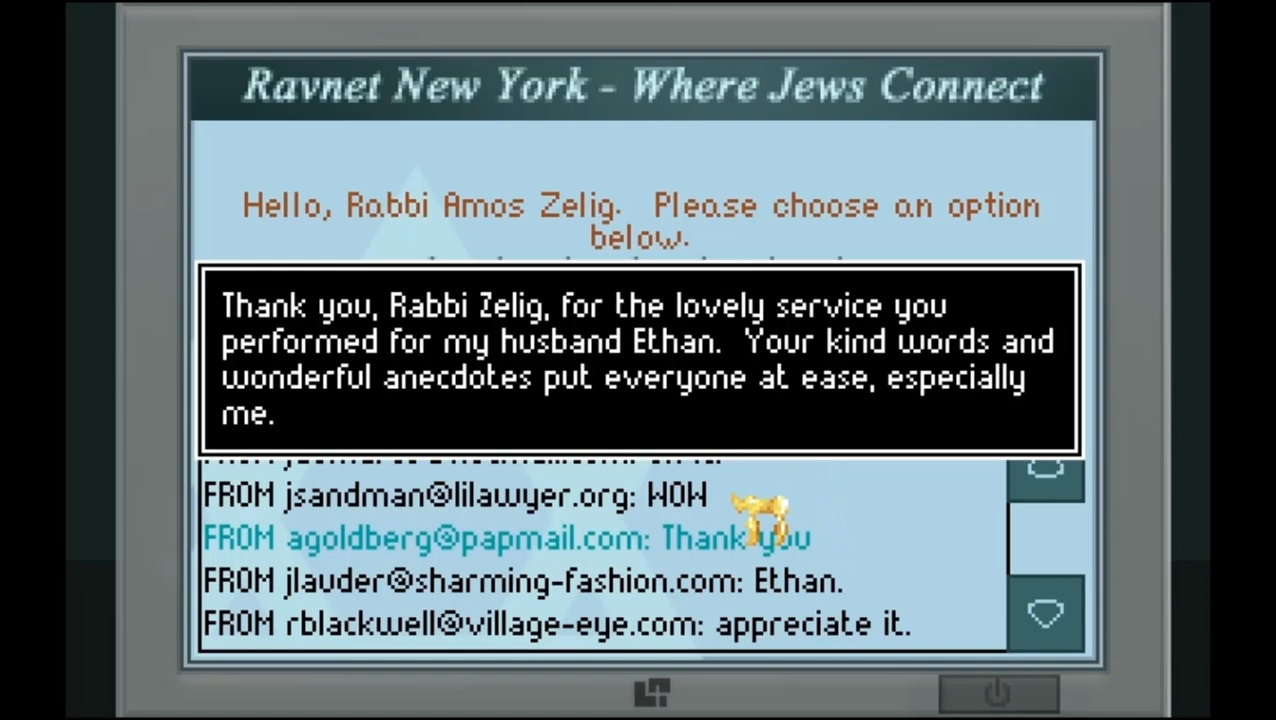 Ravnet New York - Where Jews Connect
Hello, Rabbi Amos Zelig. Please choose an option
below.
Thank you, Rabbi Zelig, for the lovely service you
performed for my husband Ethan. Your kind words and
wonderful anecdotes put everyone at ease, especially
me.
FROM jsandman@lilawyer.org: WOW
FROM agoldberg@papmail.com: Thank you
FROM jlauder@sharming-fashion.com: Ethan.
FROM rblackwell@village-eye.com: appreciate it.